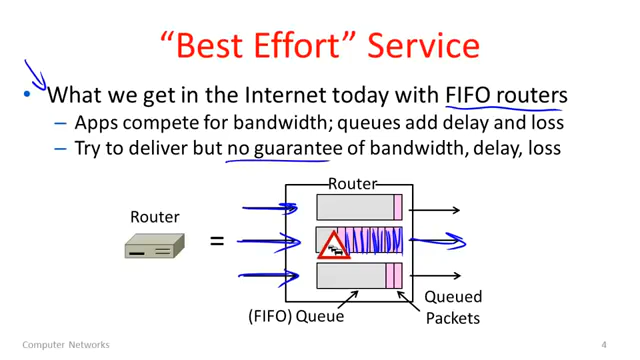 “Best Effort” Service
• What we get in the Internet today with FIFO routers
– Apps compete for bandwidth; queues add delay and loss
– Try to deliver but no guarantee of bandwidth, delay, loss
Router
Router
=
(FIFO) Queue
Queued
Packets
Computer Networks
4